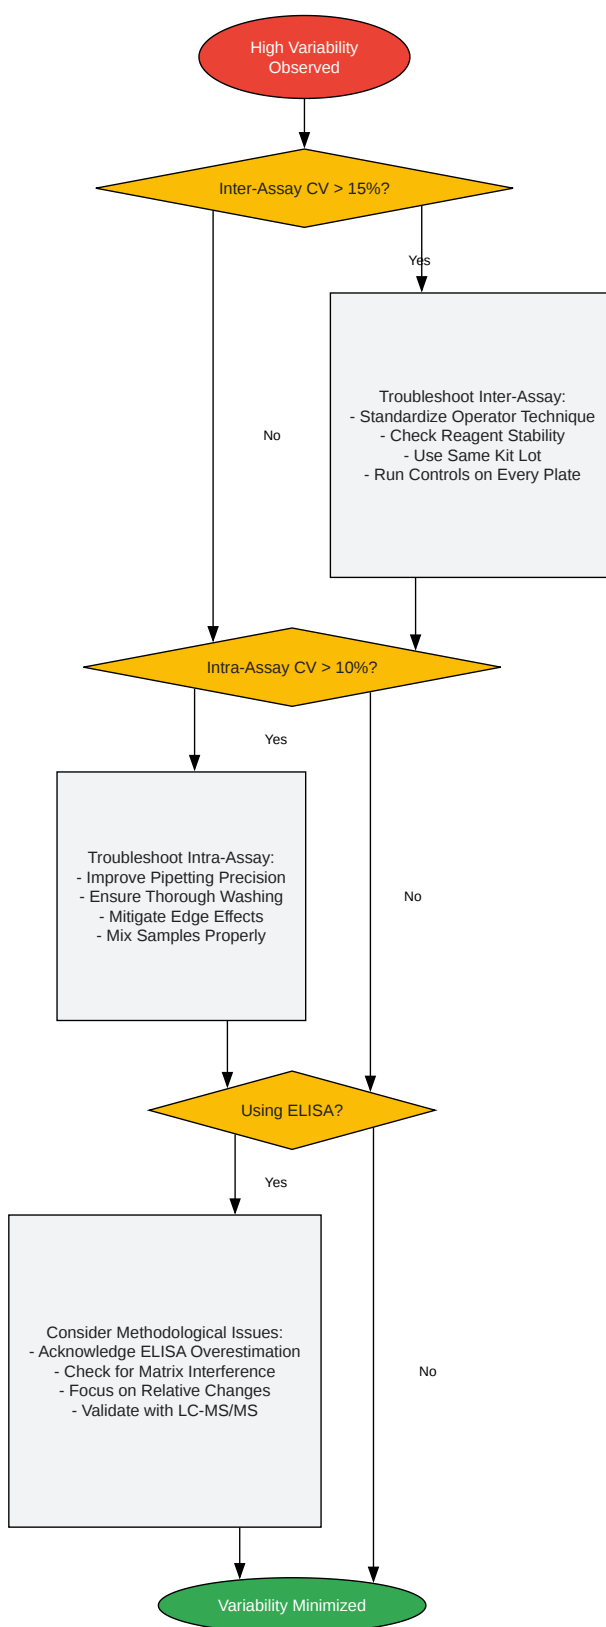 High Variability
Observed
Inter-Assay CV > 15%?
Yes
Troubleshoot Inter-Assay:
- Standardize Operator Technique
- Check Reagent Stability
- Use Same Kit Lot
- Run Controls on Every Plate
No
Intra-Assay CV > 10%?
Yes
Troubleshoot Intra-Assay:
- Improve Pipetting Precision
- Ensure Thorough Washing
- Mitigate Edge Effects
- Mix Samples Properly
No
Using ELISA?
Yes
Consider Methodological Issues:
- Acknowledge ELISA Overestimation
- Check for Matrix Interference
- Focus on Relative Changes
- Validate with LC-MS/MS
No
Variability Minimized